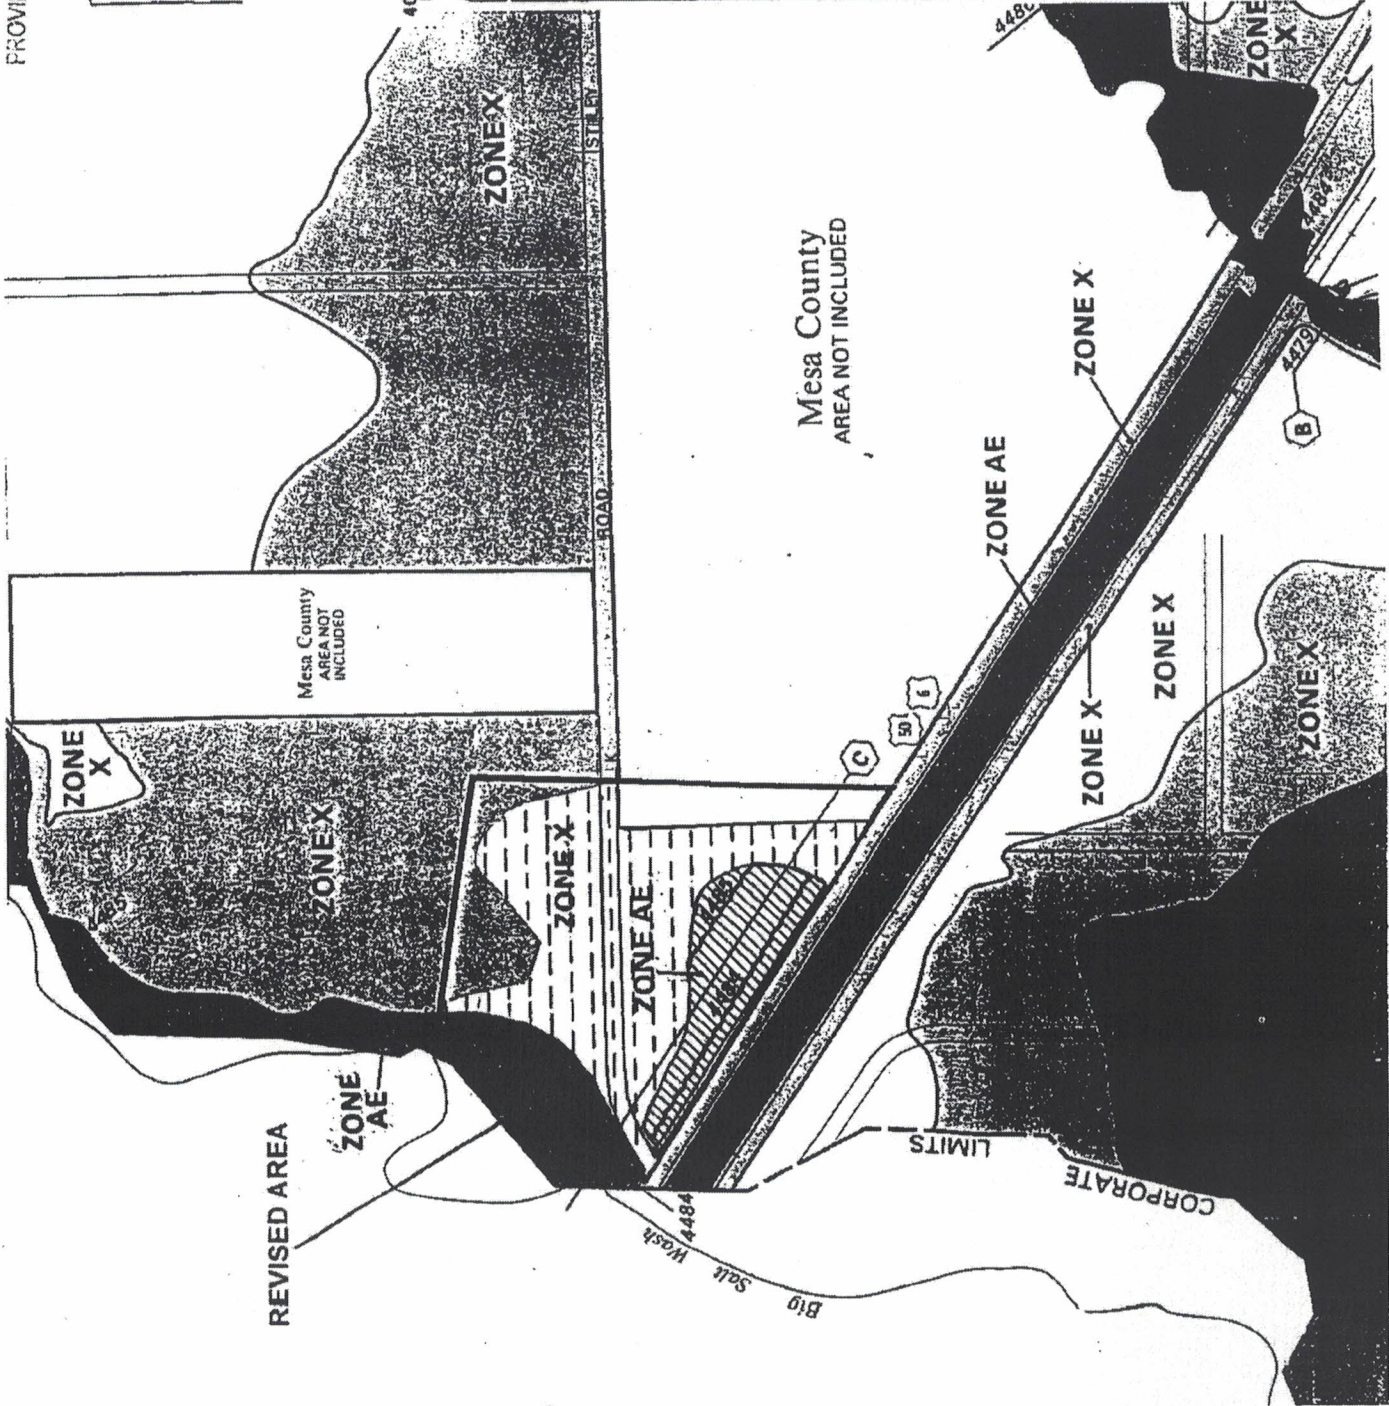 PROVI
ZONE X
STILEY
ROAD
Mesa County
AREA NOT INCLUDED
Mesa County
AREA NOT
INCLUDED
ZONE
X
ZONE X
ZONE X
ZONE AE
ZONE
AE
REVISED AREA
4484
Big Salt Wash
CORPORATE
LIMITS
C
50
6
ZONE AE
ZONE X
ZONE X
ZONE X
ZONE X
B
4479
4484
ZONE
X